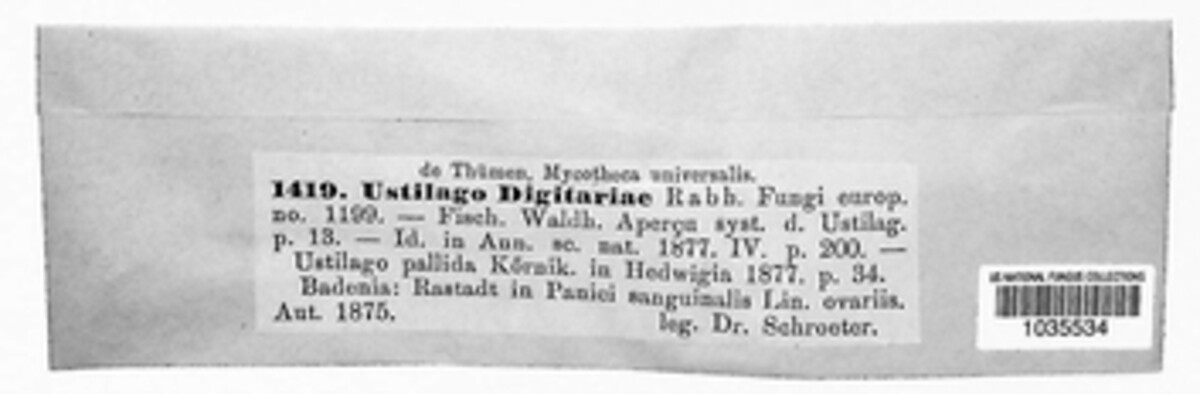 de Thümen, Mycotheca universalis.
1419. Ustilago Digitariae Rabh. Fungi europ.
no. 1199. — Fisch. Waldh. Aperçu syst. d. Ustilag.
p. 13. — Id. in Ann. sc. nat. 1877. IV. p. 200. —
Ustilago pallida Körnik. in Hedwigia 1877. p. 34.
Badenia: Rastadt in Panici sanguinalis Lin. ovariis.
Aut. 1875. leg. Dr. Schroeter.
US NATIONAL FUNGUS COLLECTIONS
1035534